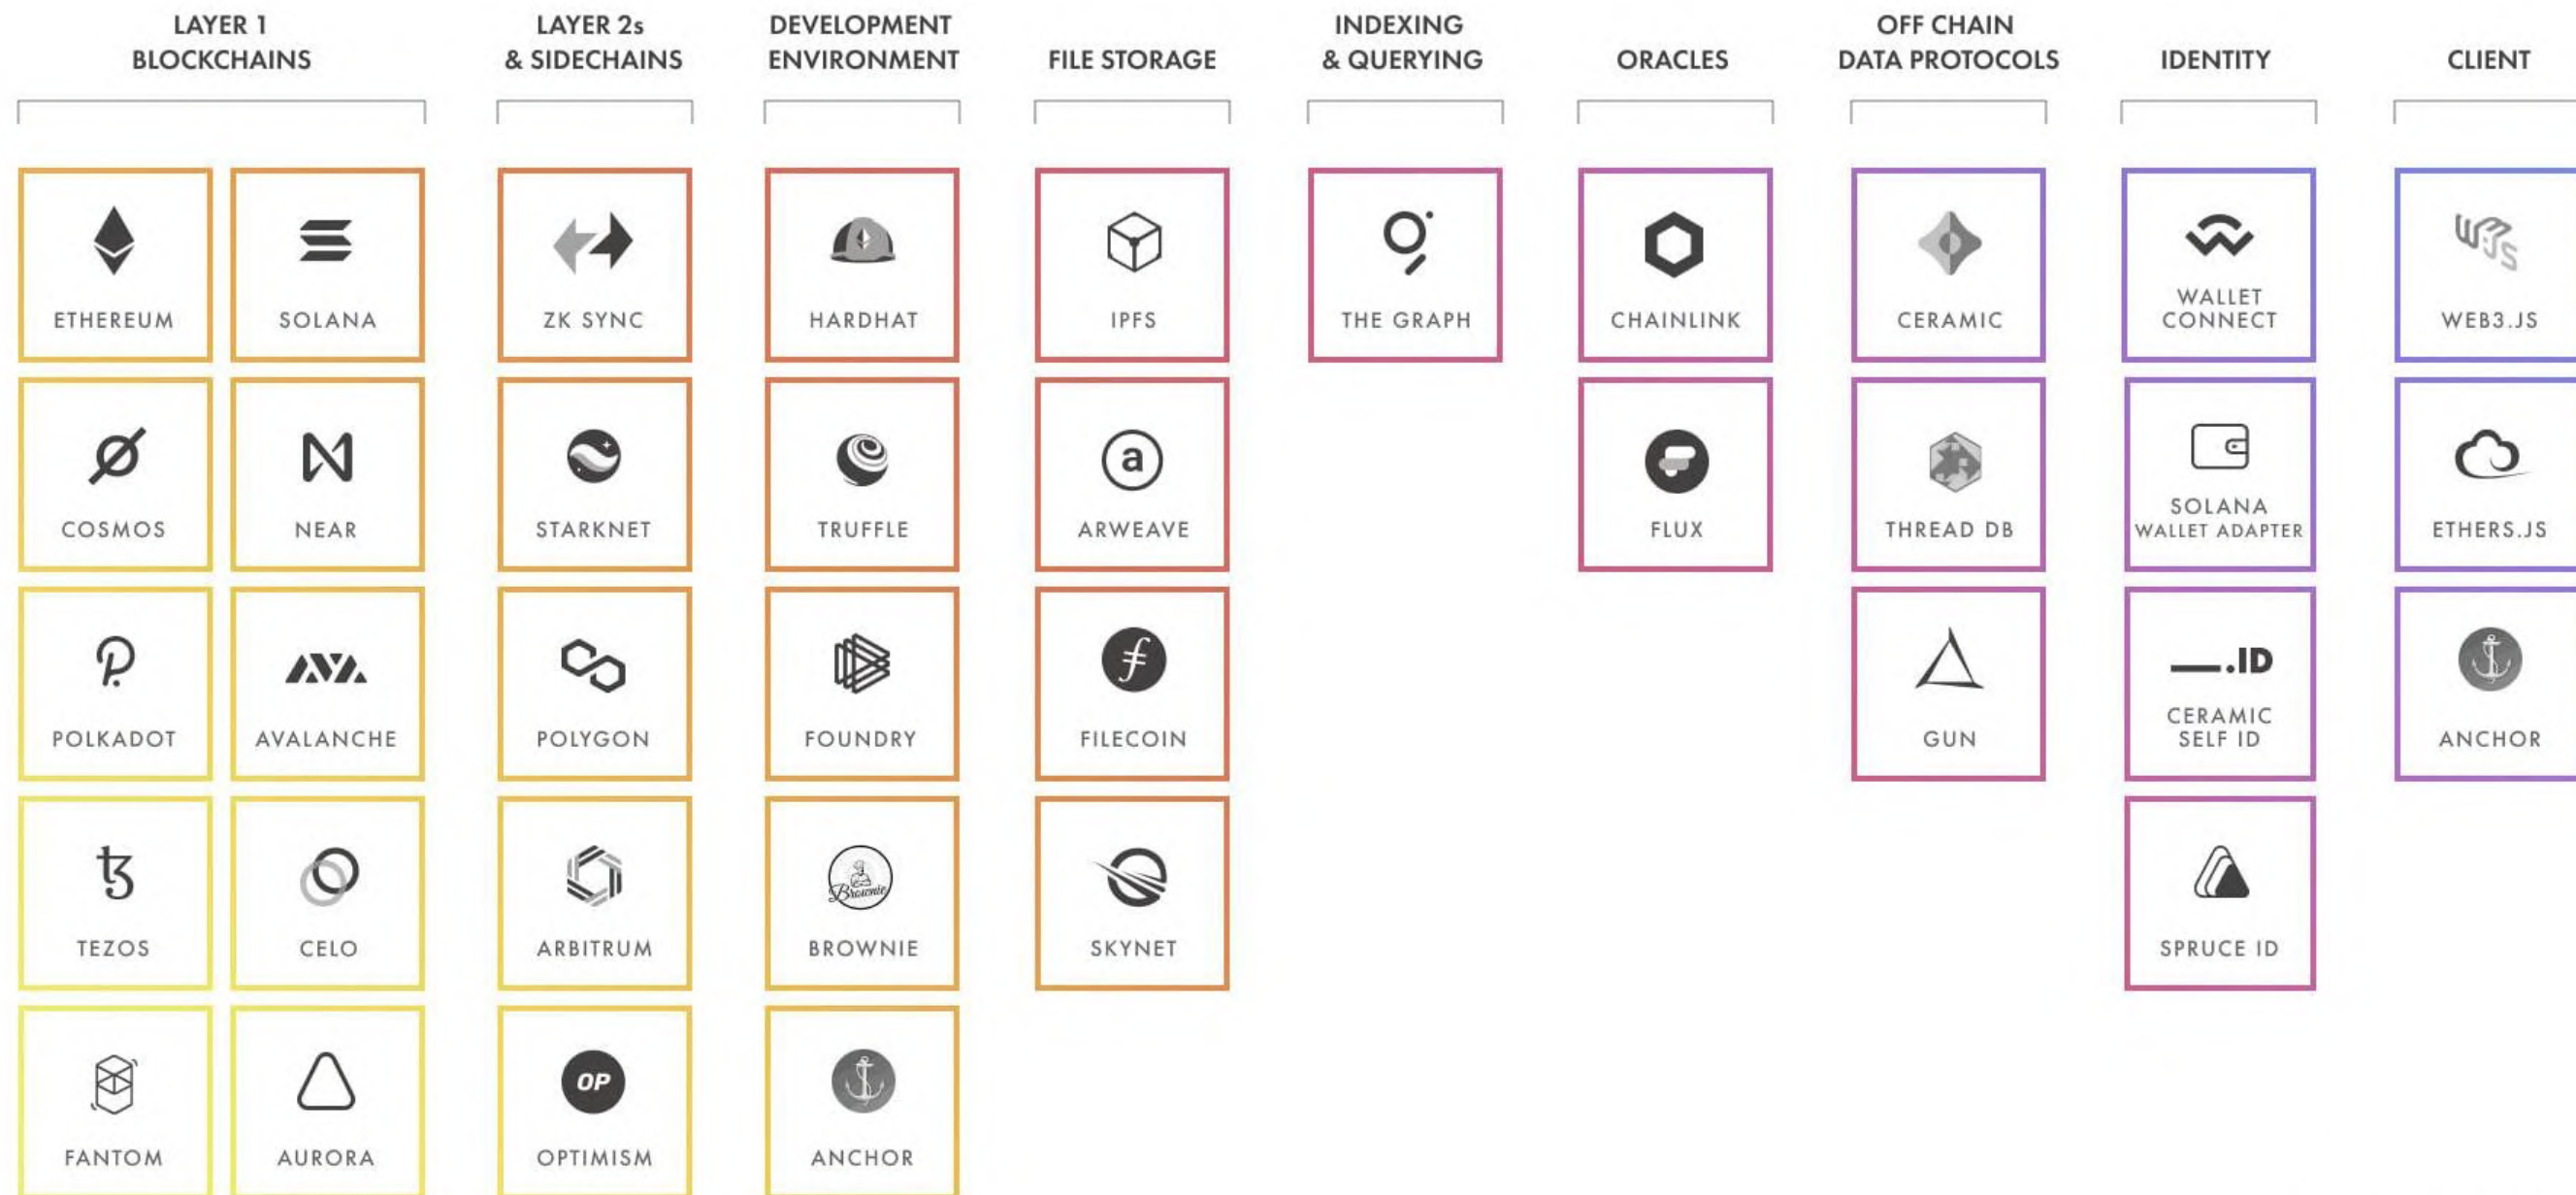 LAYER 1
BLOCKCHAINS
LAYER 2s
& SIDECHAINS
DEVELOPMENT
ENVIRONMENT
FILE STORAGE
INDEXING
& QUERYING
ORACLES
OFF CHAIN
DATA PROTOCOLS
IDENTITY
CLIENT
ETHEREUM
SOLANA
ZK SYNC
HARDHAT
IPFS
THE GRAPH
CHAINLINK
CERAMIC
WALLET
CONNECT
W3JS
WEB3.JS
COSMOS
NEAR
STARKNET
TRUFFLE
a
ARWEAVE
FLUX
THREAD DB
SOLANA
WALLET ADAPTER
ETHERS.JS
POLKADOT
AVALANCHE
POLYGON
FOUNDRY
FILECOIN
GUN
.ID
CERAMIC
SELF ID
ANCHOR
TEZOS
CELO
ARBITRUM
Brownie
BROWNIE
SKYNET
SPRUCE ID
FANTOM
AURORA
OP
OPTIMISM
ANCHOR